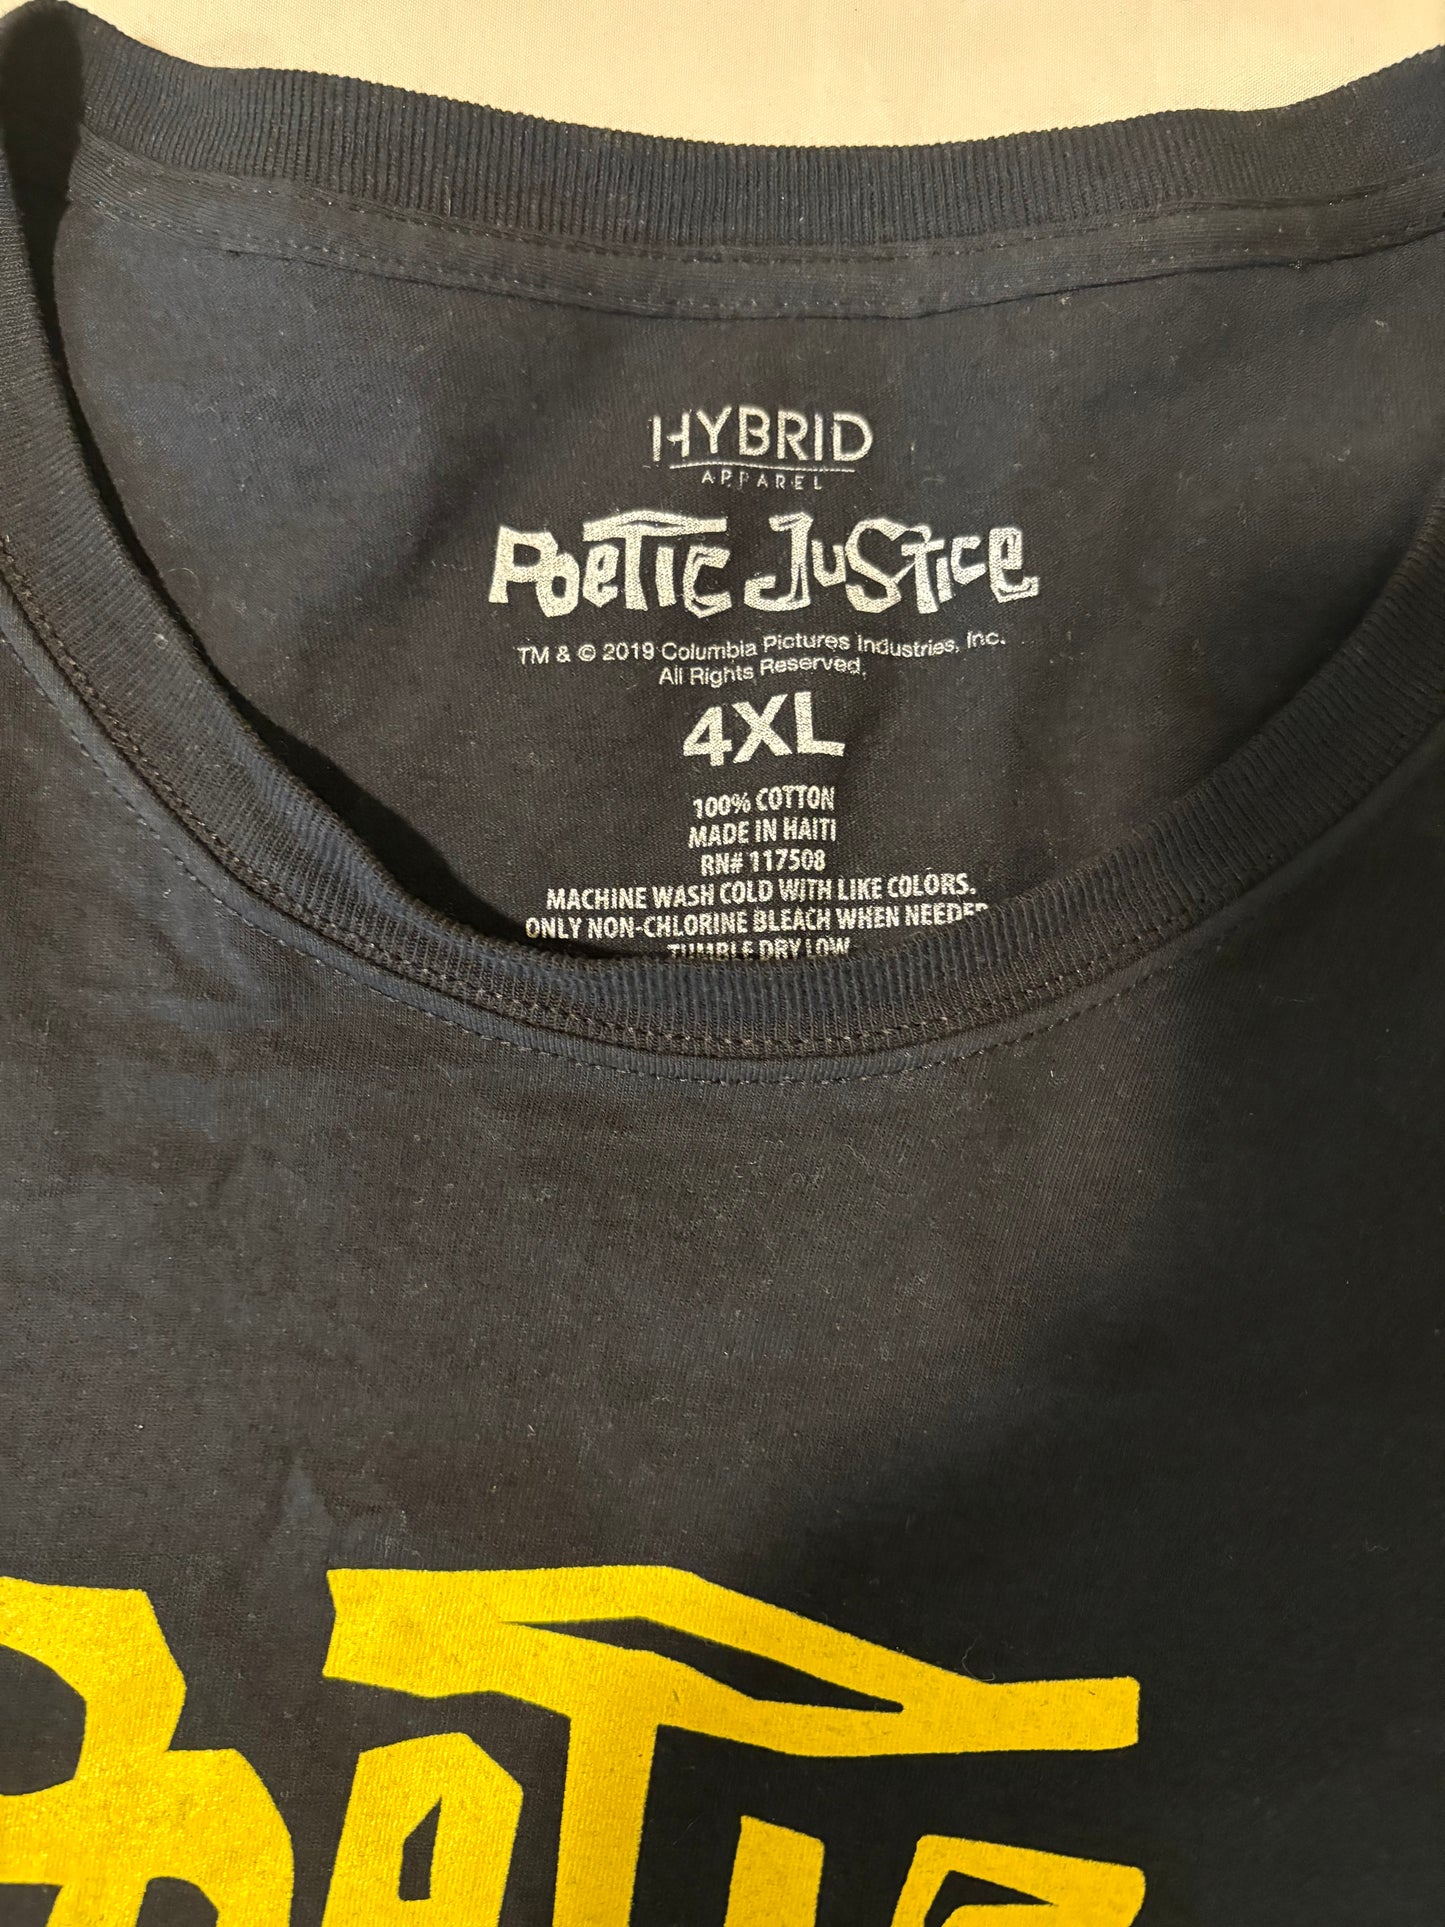 HYBRID
APPAREL
Poetic Justice
TM & © 2019 Columbia Pictures Industries, Inc.
All Rights Reserved.
4XL
100% COTTON
MADE IN HAITI
RN# 117508
MACHINE WASH COLD WITH LIKE COLORS.
ONLY NON-CHLORINE BLEACH WHEN NEEDED
TUMBLE DRY LOW
Poetic